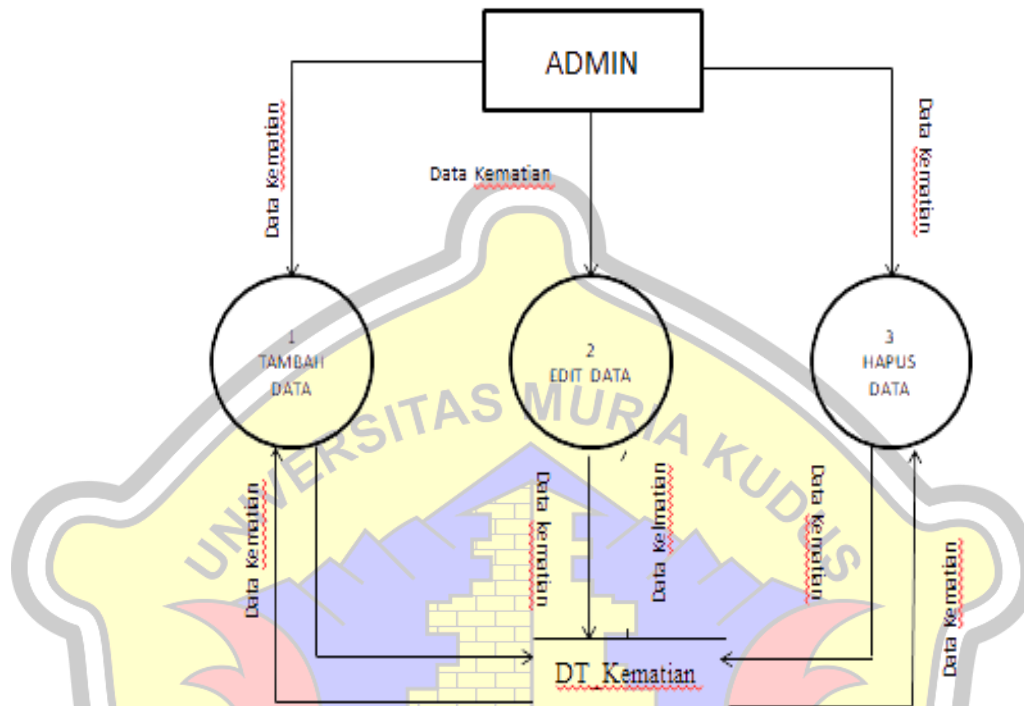 ADMIN
Data Kematian
Data Kematian
Data Kematian
1
TAMBAH
DATA
2
EDIT DATA
3
HAPUS
DATA
UNIVERSITAS MURIA KUDUS
Data Kematian
Data kematian
Data Kelmatian
Data Kematian
Data Kematian
DT_Kematian